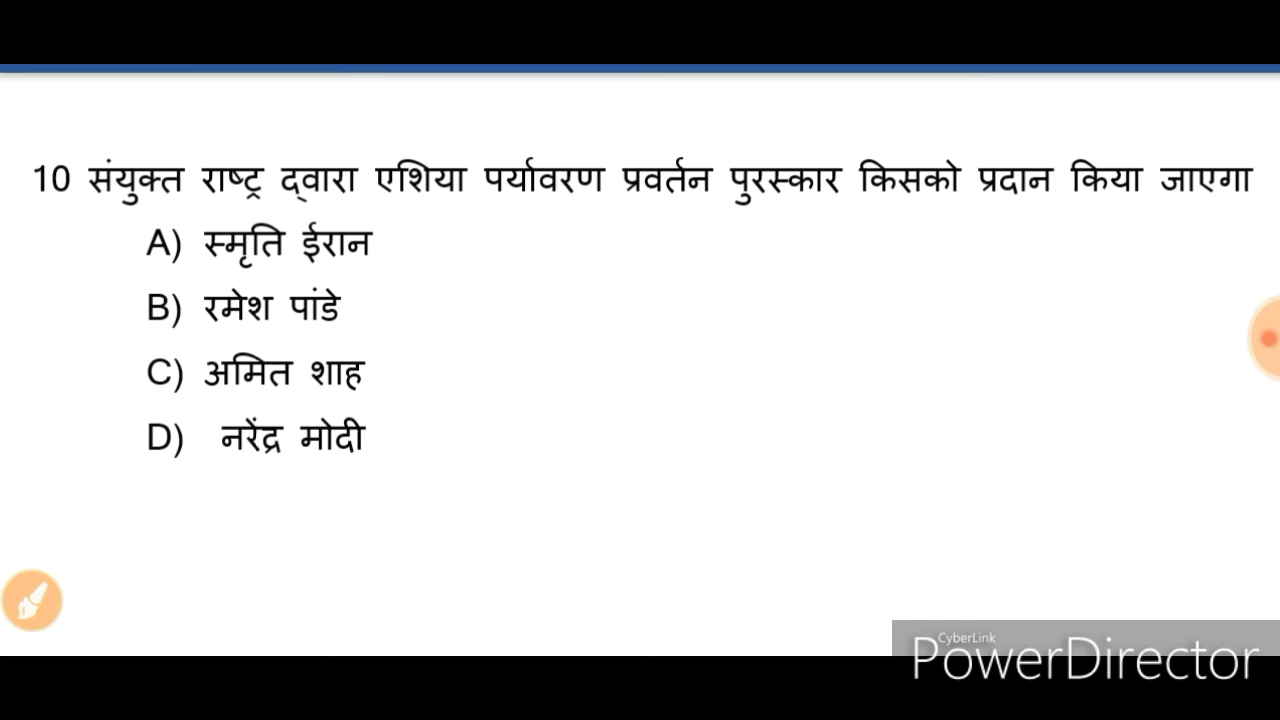 10 संयुक्त राष्ट्र द्वारा एशिया पर्यावरण प्रवर्तन पुरस्कार किसको प्रदान किया जाएगा
A) स्मृति ईरान
B) रमेश पांडे
C) अमित शाह
D) नरेंद्र मोदी
CyberLink
PowerDirector